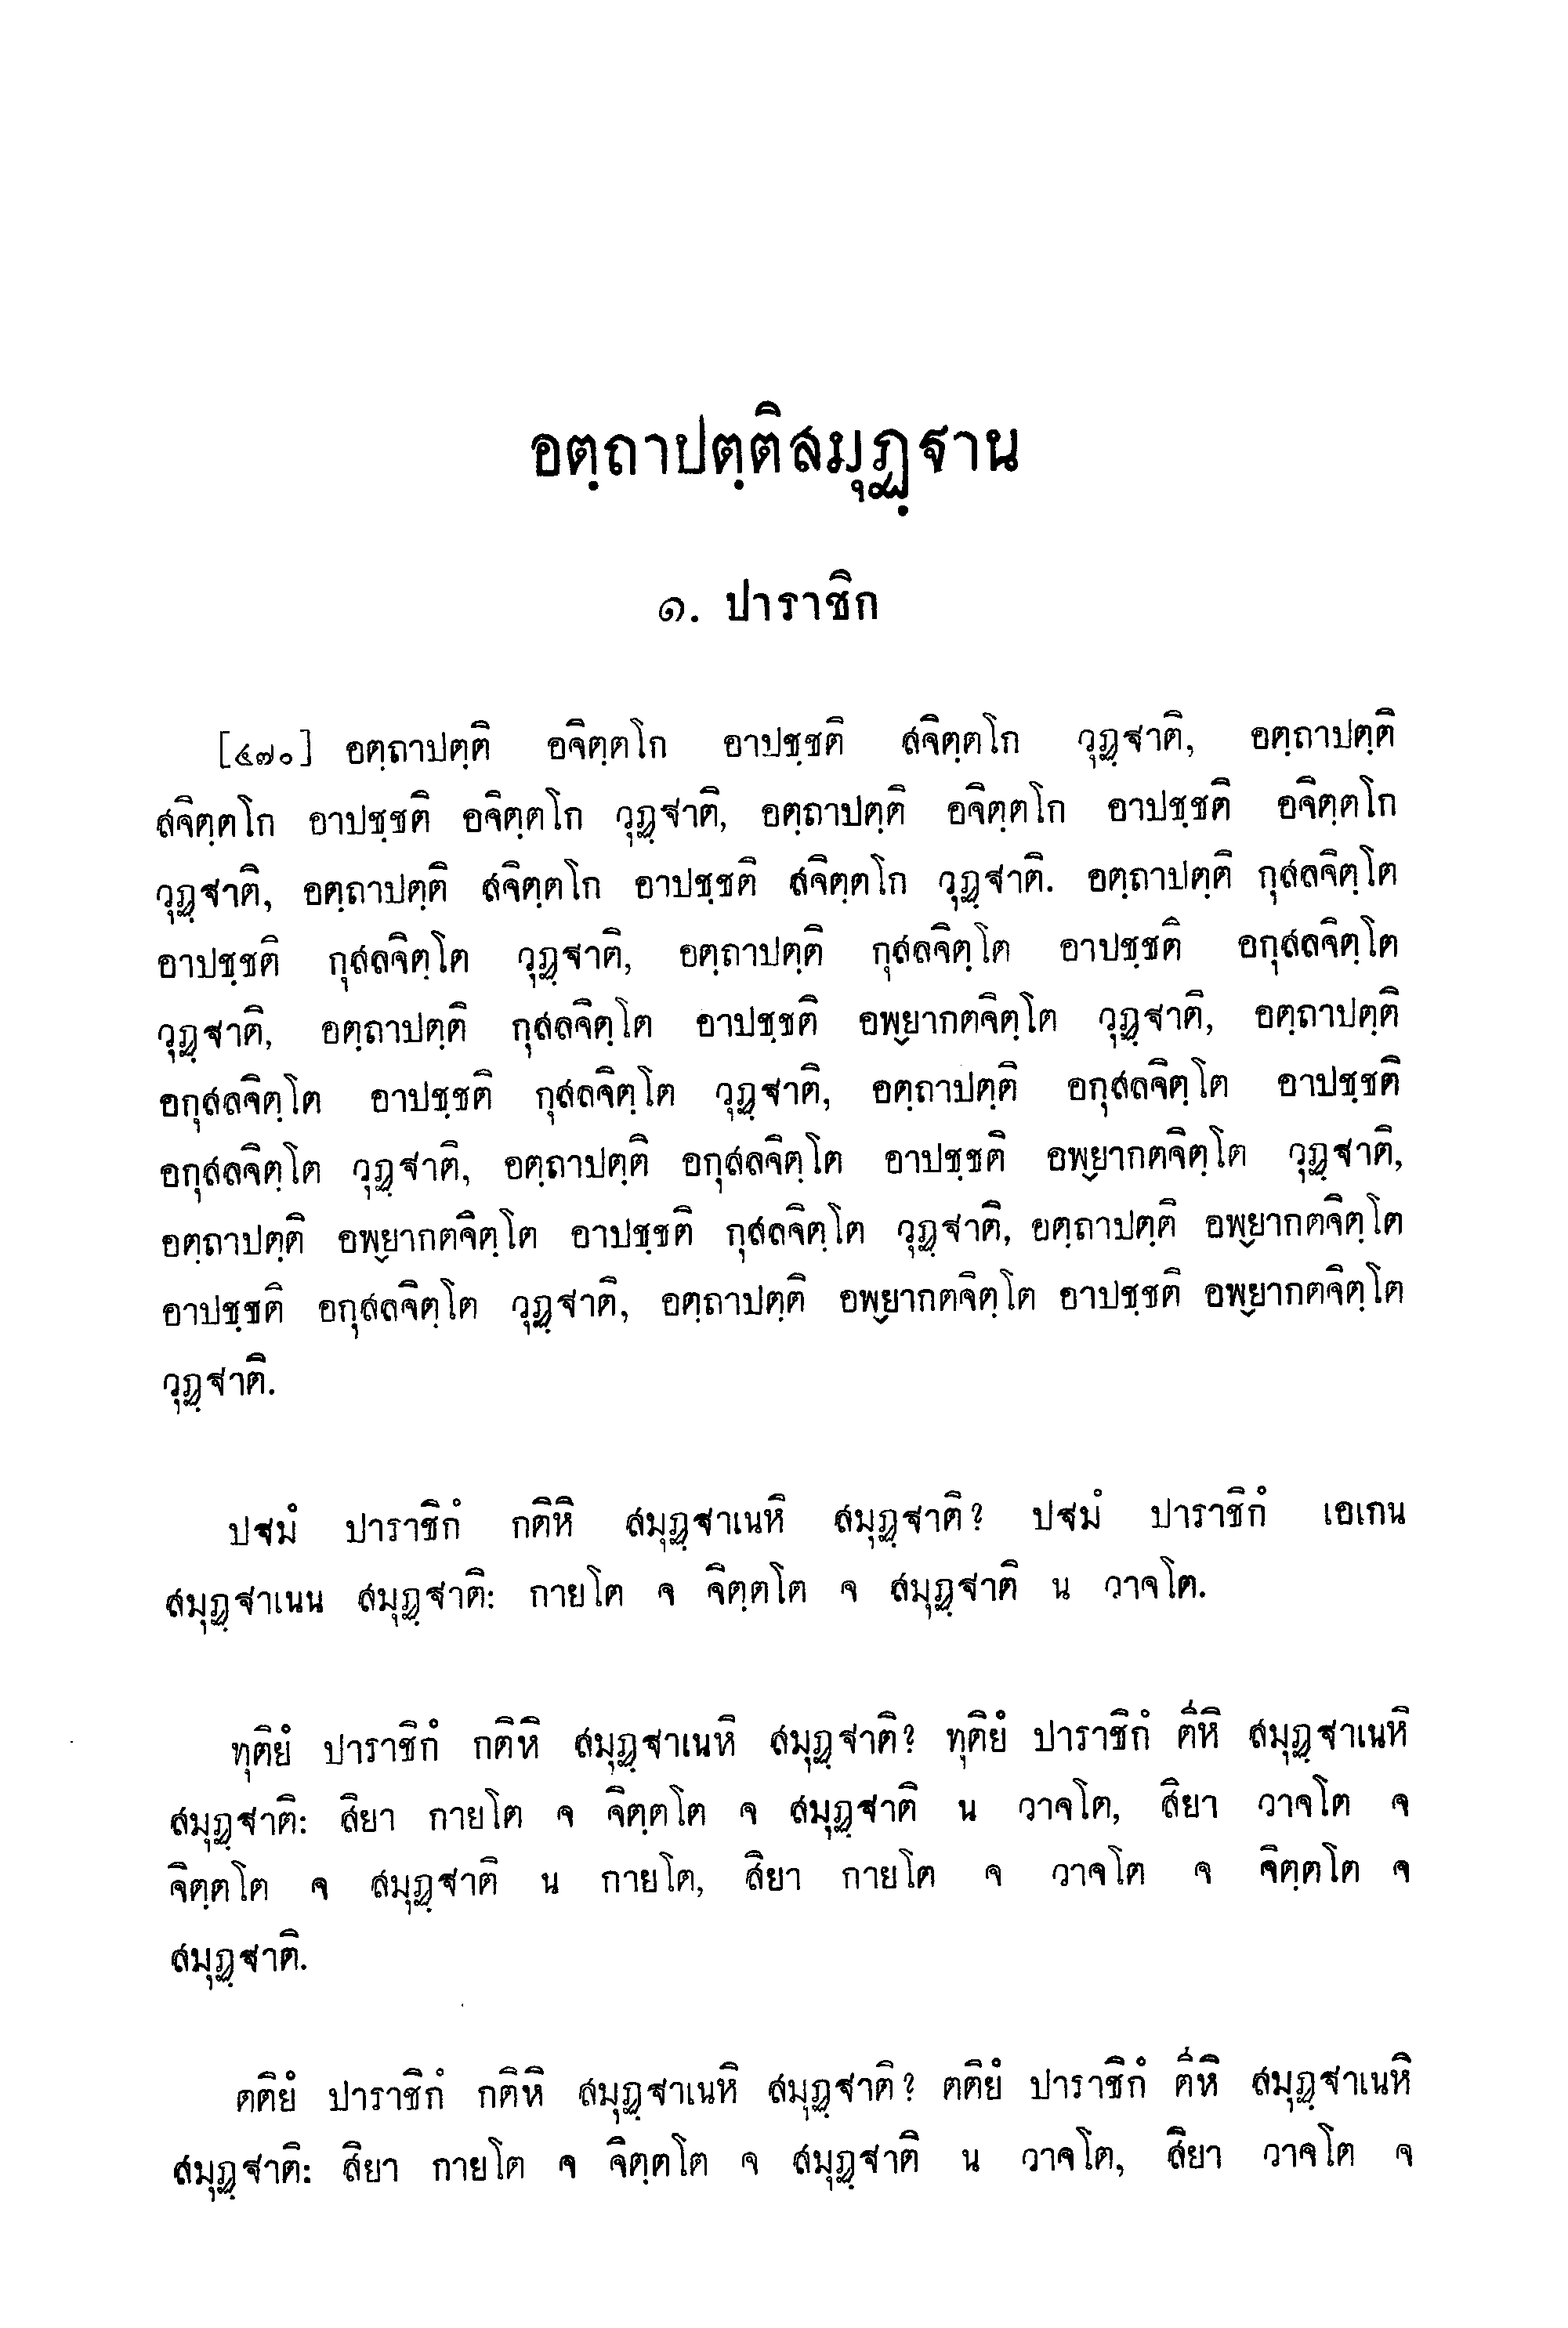 อตฺถาปตฺติสมุฏฺฐาน
๑. ปาราชิก
[๔๗๐] อตฺถาปตฺติ อจิตฺตโก อาปชฺชติ สจิตฺตโก วุฏฺฐาติ, อตฺถาปตฺติ
สจิตฺตโก อาปชฺชติ อจิตฺตโก วุฏฺฐาติ, อตฺถาปตฺติ อจิตฺตโก อาปชฺชติ อจิตฺตโก
วุฏฺฐาติ, อตฺถาปตฺติ สจิตฺตโก อาปชฺชติ สจิตฺตโก วุฏฺฐาติ. อตฺถาปตฺติ กุสลจิตฺโต
อาปชฺชติ กุสลจิตฺโต วุฏฺฐาติ, อตฺถาปตฺติ กุสลจิตฺโต อาปชฺชติ อกุสลจิตฺโต
วุฏฺฐาติ, อตฺถาปตฺติ กุสลจิตฺโต อาปชฺชติ อพฺยากตจิตฺโต วุฏฺฐาติ, อตฺถาปตฺติ
อกุสลจิตฺโต อาปชฺชติ กุสลจิตฺโต วุฏฺฐาติ, อตฺถาปตฺติ อกุสลจิตฺโต อาปชฺชติ
อกุสลจิตฺโต วุฏฺฐาติ, อตฺถาปตฺติ อกุสลจิตฺโต อาปชฺชติ อพฺยากตจิตฺโต วุฏฺฐาติ,
อตฺถาปตฺติ อพฺยากตจิตฺโต อาปชฺชติ กุสลจิตฺโต วุฏฺฐาติ, อตฺถาปตฺติ อพฺยากตจิตฺโต
อาปชฺชติ อกุสลจิตฺโต วุฏฺฐาติ, อตฺถาปตฺติ อพฺยากตจิตฺโต อาปชฺชติ อพฺยากตจิตฺโต
วุฏฺฐาติ.
ปฐมํ ปาราชิกํ กติหิ สมุฏฺฐาเนหิ สมุฏฺฐาติ? ปฐมํ ปาราชิกํ เอเกน
สมุฏฺฐาเนน สมุฏฺฐาติ: กายโต จ จิตฺตโต จ สมุฏฺฐาติ น วาจโต.
ทุติยํ ปาราชิกํ กติหิ สมุฏฺฐาเนหิ สมุฏฺฐาติ? ทุติยํ ปาราชิกํ ตีหิ สมุฏฺฐาเนหิ
สมุฏฺฐาติ: สิยา กายโต จ จิตฺตโต จ สมุฏฺฐาติ น วาจโต, สิยา วาจโต จ
จิตฺตโต จ สมุฏฺฐาติ น กายโต, สิยา กายโต จ วาจโต จ จิตฺตโต จ
สมุฏฺฐาติ.
ตติยํ ปาราชิกํ กติหิ สมุฏฺฐาเนหิ สมุฏฺฐาติ? ตติยํ ปาราชิกํ ตีหิ สมุฏฺฐาเนหิ
สมุฏฺฐาติ: สิยา กายโต จ จิตฺตโต จ สมุฏฺฐาติ น วาจโต, สิยา วาจโต จ